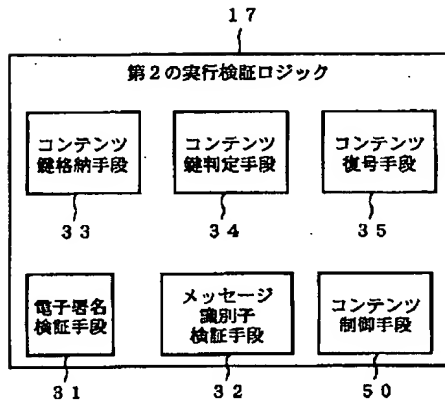 17
第2の実行検証ロジック
コンテンツ
鍵格納手段
コンテンツ
鍵判定手段
コンテンツ
復号手段
33
34
35
電子署名
検証手段
メッセージ
識別子
検証手段
コンテンツ
制御手段
31
32
50